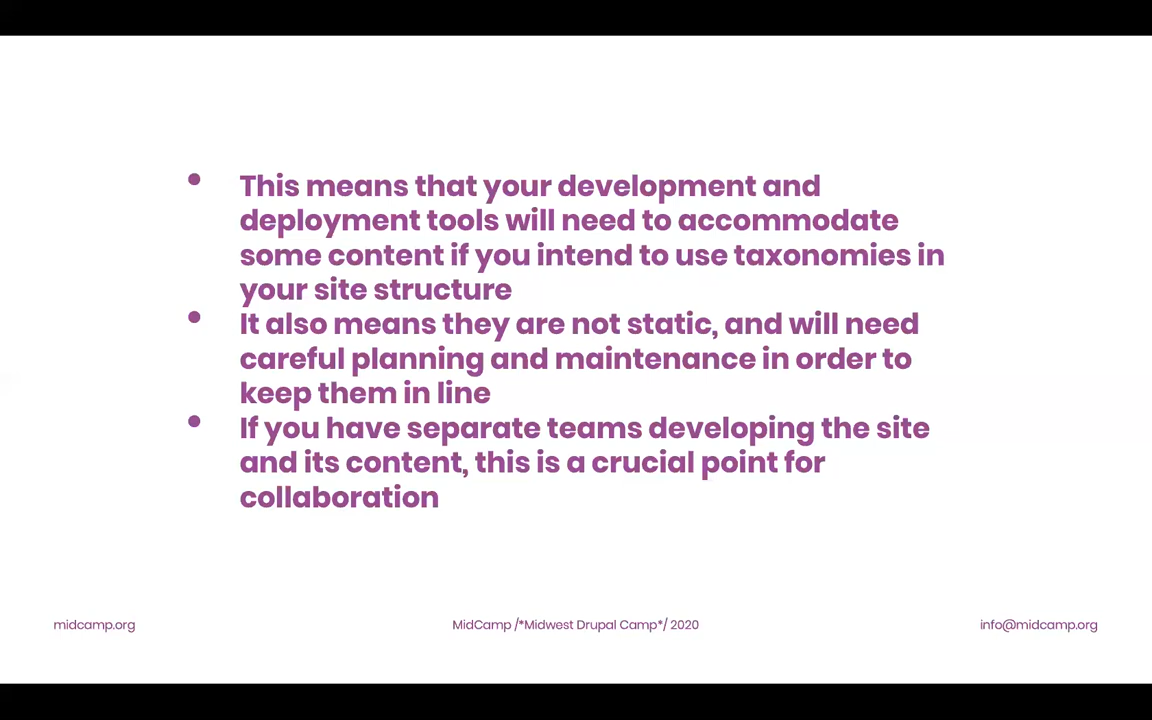 This means that your development and
deployment tools will need to accommodate
some content if you intend to use taxonomies in
your site structure
It also means they are not static, and will need
careful planning and maintenance in order to
keep them in line
If you have separate teams developing the site
and its content, this is a crucial point for
collaboration
midcamp.org
MidCamp /*Midwest Drupal Camp*/ 2020
info@midcamp.org